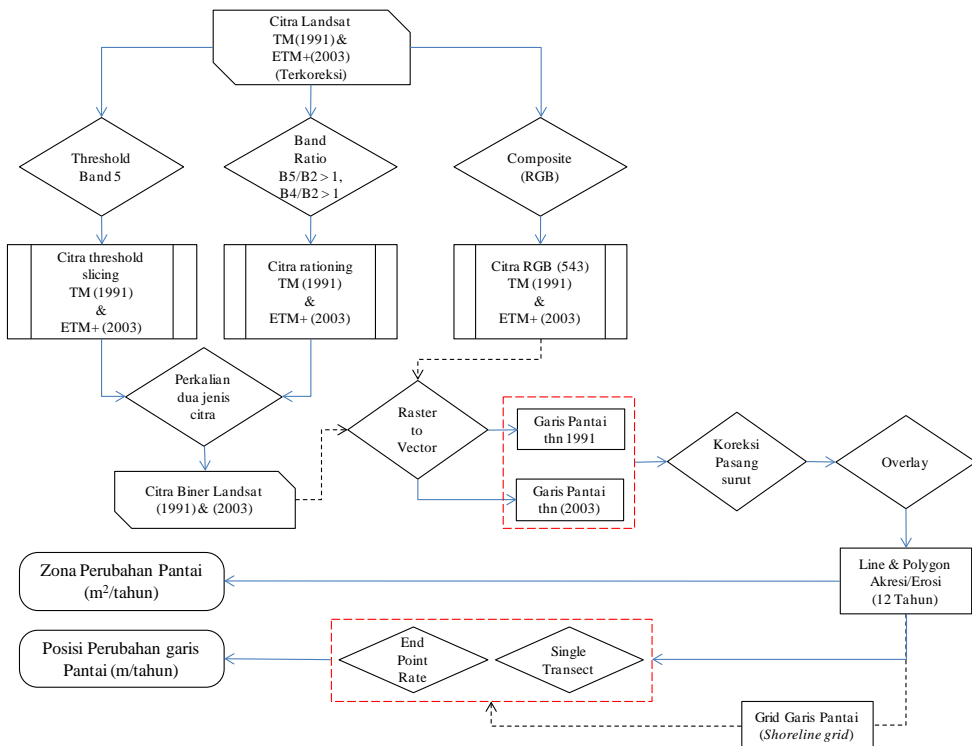 Citra Landsat
TM(1991) &
ETM+(2003)
(Terkoreksi)
Threshold
Band 5
Band
Ratio
B5/B2 > 1,
B4/B2 > 1
Composite
(RGB)
Citra threshold
slicing
TM (1991)
&
ETM+ (2003)
Citra rationing
TM (1991)
&
ETM+ (2003)
Citra RGB (543)
TM (1991)
&
ETM+ (2003)
Perkalian
dua jenis
citra
Raster
to
Vector
Garis Pantai
thn 1991
Garis Pantai
thn (2003)
Koreksi
Pasang
surut
Overlay
Citra Biner Landsat
(1991) & (2003)
Zona Perubahan Pantai
(m²/tahun)
Line & Polygon
Akresi/Erosi
(12 Tahun)
Posisi Perubahan garis
Pantai (m/tahun)
End
Point
Rate
Single
Transect
Grid Garis Pantai
(Shoreline grid)